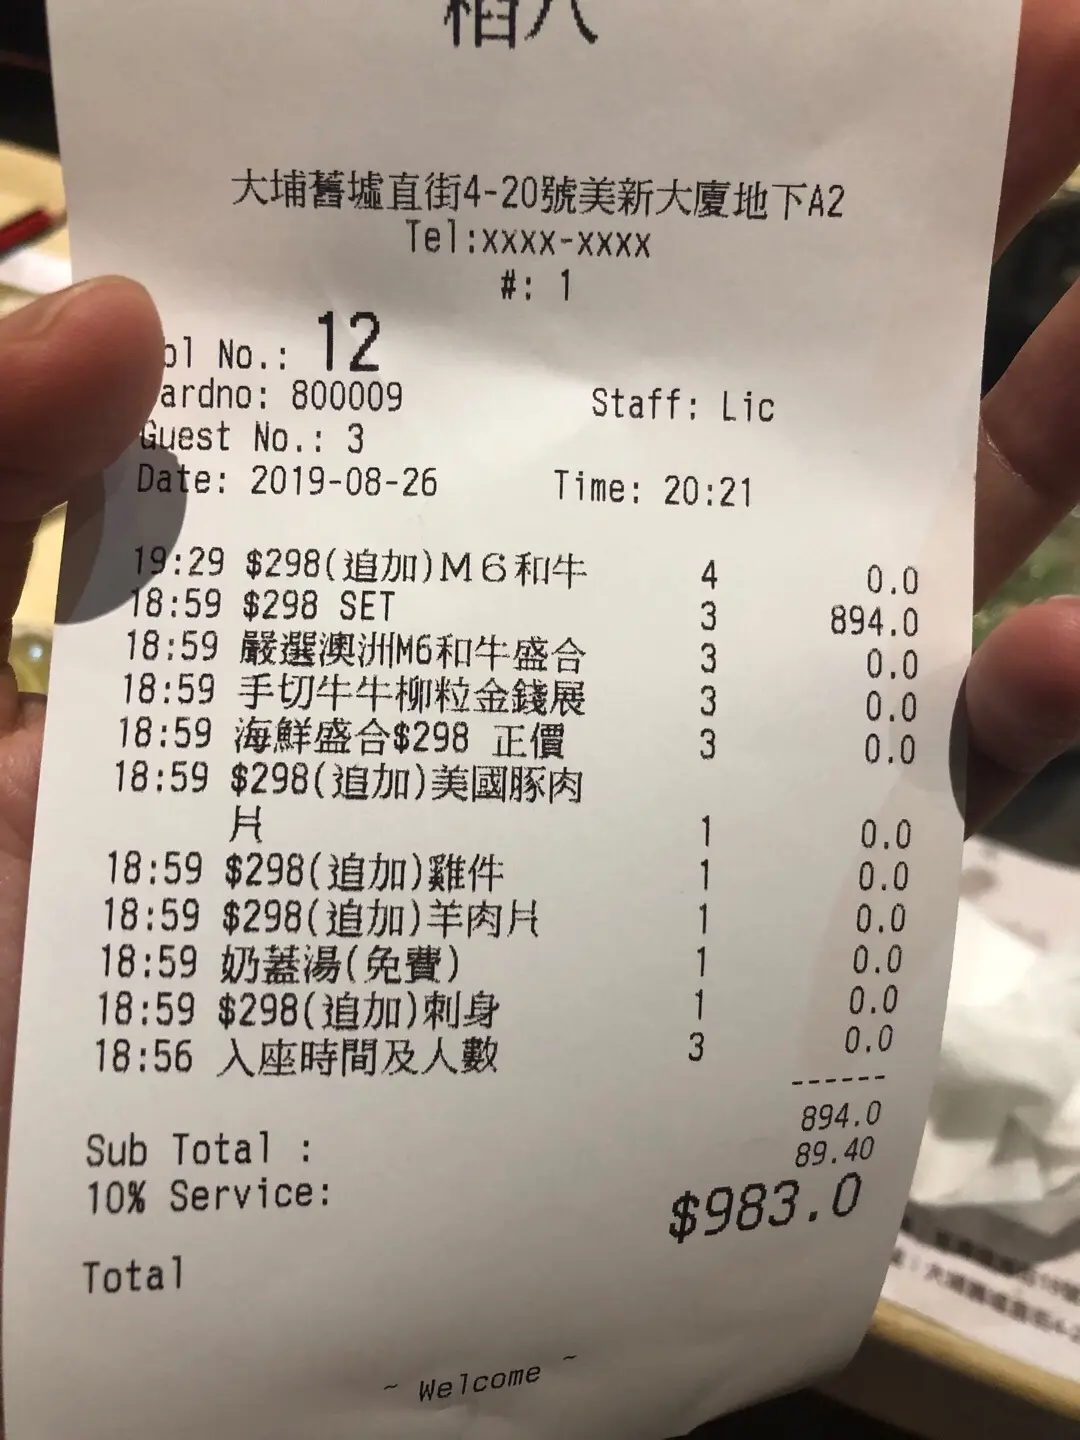 大埔舊墟直街4-20號美新大廈地下A2
Tel:xxxx-xxxx
#: 1
bl No.: 12
ardno: 800009 Staff: Lic
Guest No.: 3
Date: 2019-08-26 Time: 20:21
19:29 $298(追加)M6和牛 4 0.0
18:59 $298 SET 3 894.0
18:59 嚴選澳洲M6和牛盛合 3 0.0
18:59 手切牛牛柳粒金錢展 3 0.0
18:59 海鮮盛合$298 正價 3 0.0
18:59 $298(追加)美國豚肉
片 1 0.0
18:59 $298(追加)雞件 1 0.0
18:59 $298(追加)羊肉片 1 0.0
18:59 奶蓋湯(免費) 1 0.0
18:59 $298(追加)刺身 1 0.0
18:56 入座時間及人數 3 0.0
------
Sub Total : 894.0
10% Service: 89.40
Total $983.0
~ Welcome ~